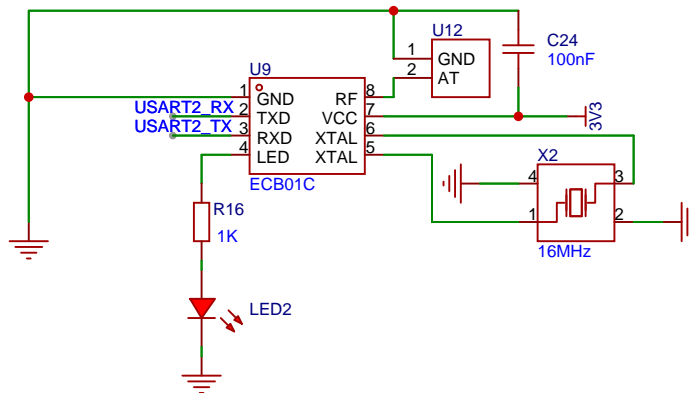 U12
1 GND
2 AT
C24
100nF
U9
1 GND
USART2_RX 2 TXD
USART2_TX 3 RXD
4 LED
RF 8
VCC 7
XTAL 6
XTAL 5
ECB01C
3V3
X2
4 3
1 2
16MHz
R16
1K
LED2